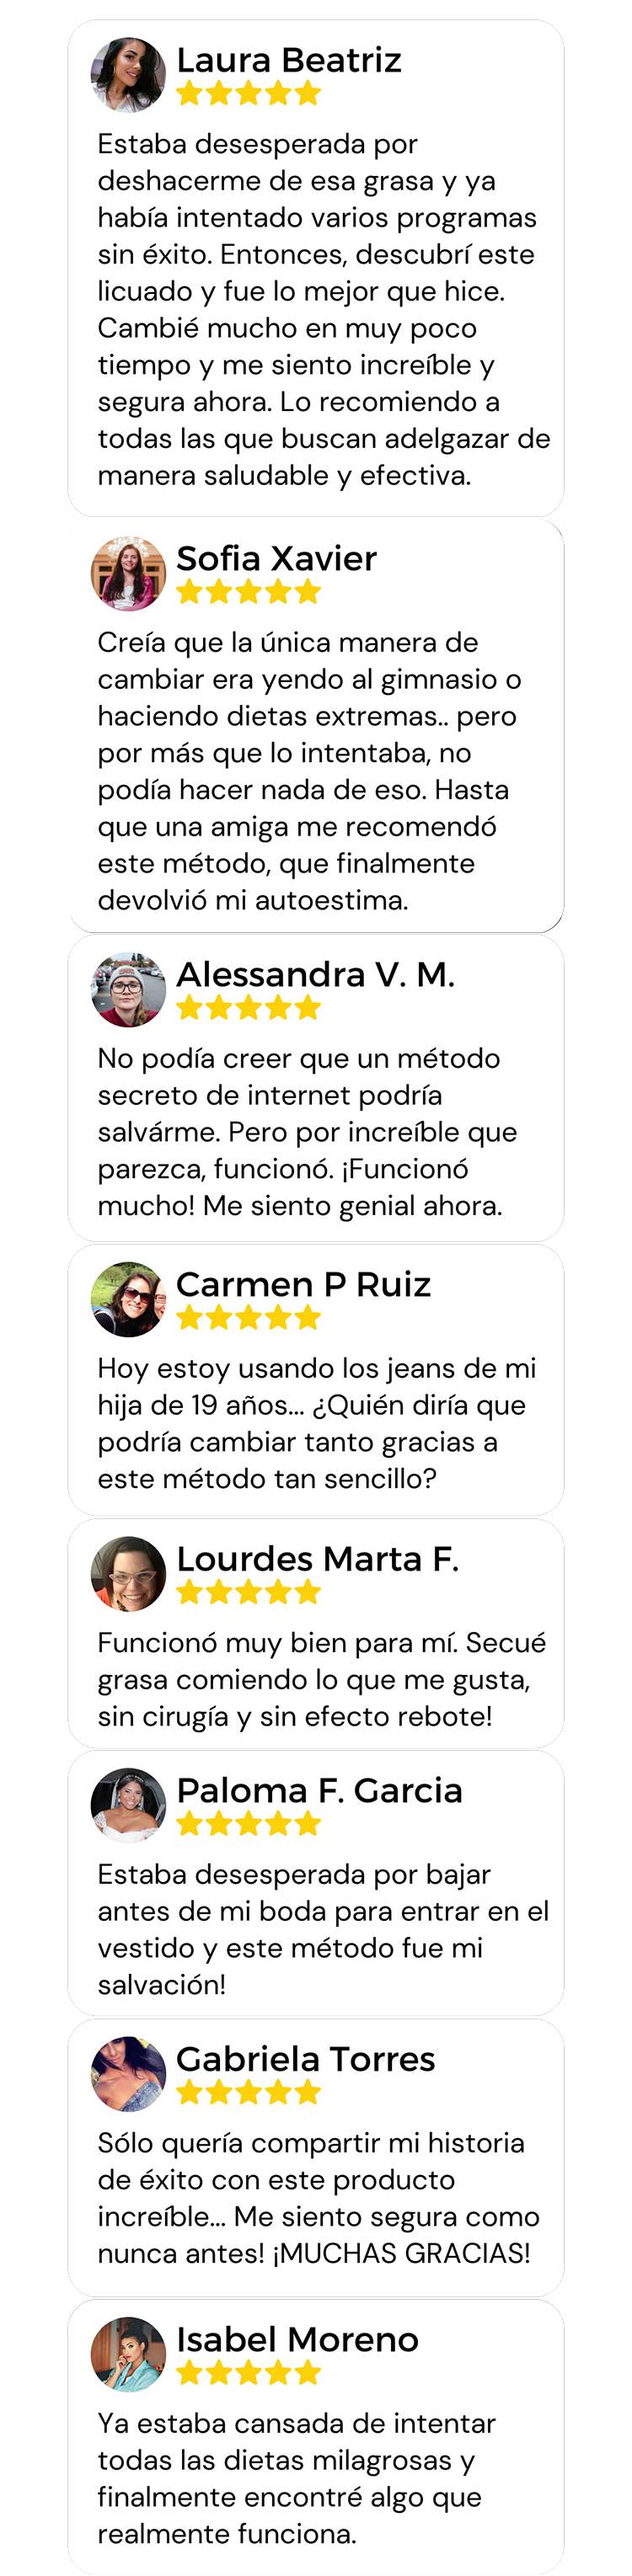 Laura Beatriz
Estaba desesperada por
deshacerme de esa grasa y ya
había intentado varios programas
sin éxito. Entonces, descubrí este
licuado y fue lo mejor que hice.
Cambié mucho en muy poco
tiempo y me siento increíble y
segura ahora. Lo recomiendo a
todas las que buscan adelgazar de
manera saludable y efectiva.
Sofia Xavier
Creía que la única manera de
cambiar era yendo al gimnasio o
haciendo dietas extremas.. pero
por más que lo intentaba, no
podía hacer nada de eso. Hasta
que una amiga me recomendó
este método, que finalmente
devolvió mi autoestima.
Alessandra V. M.
No podía creer que un método
secreto de internet podría
salvárme. Pero por increíble que
parezca, funcionó. ¡Funcionó
mucho! Me siento genial ahora.
Carmen P Ruiz
Hoy estoy usando los jeans de mi
hija de 19 años... ¿Quién diría que
podría cambiar tanto gracias a
este método tan sencillo?
Lourdes Marta F.
Funcionó muy bien para mí. Secué
grasa comiendo lo que me gusta,
sin cirugía y sin efecto rebote!
Paloma F. Garcia
Estaba desesperada por bajar
antes de mi boda para entrar en el
vestido y este método fue mi
salvación!
Gabriela Torres
Sólo quería compartir mi historia
de éxito con este producto
increíble... Me siento segura como
nunca antes! ¡MUCHAS GRACIAS!
Isabel Moreno
Ya estaba cansada de intentar
todas las dietas milagrosas y
finalmente encontré algo que
realmente funciona.